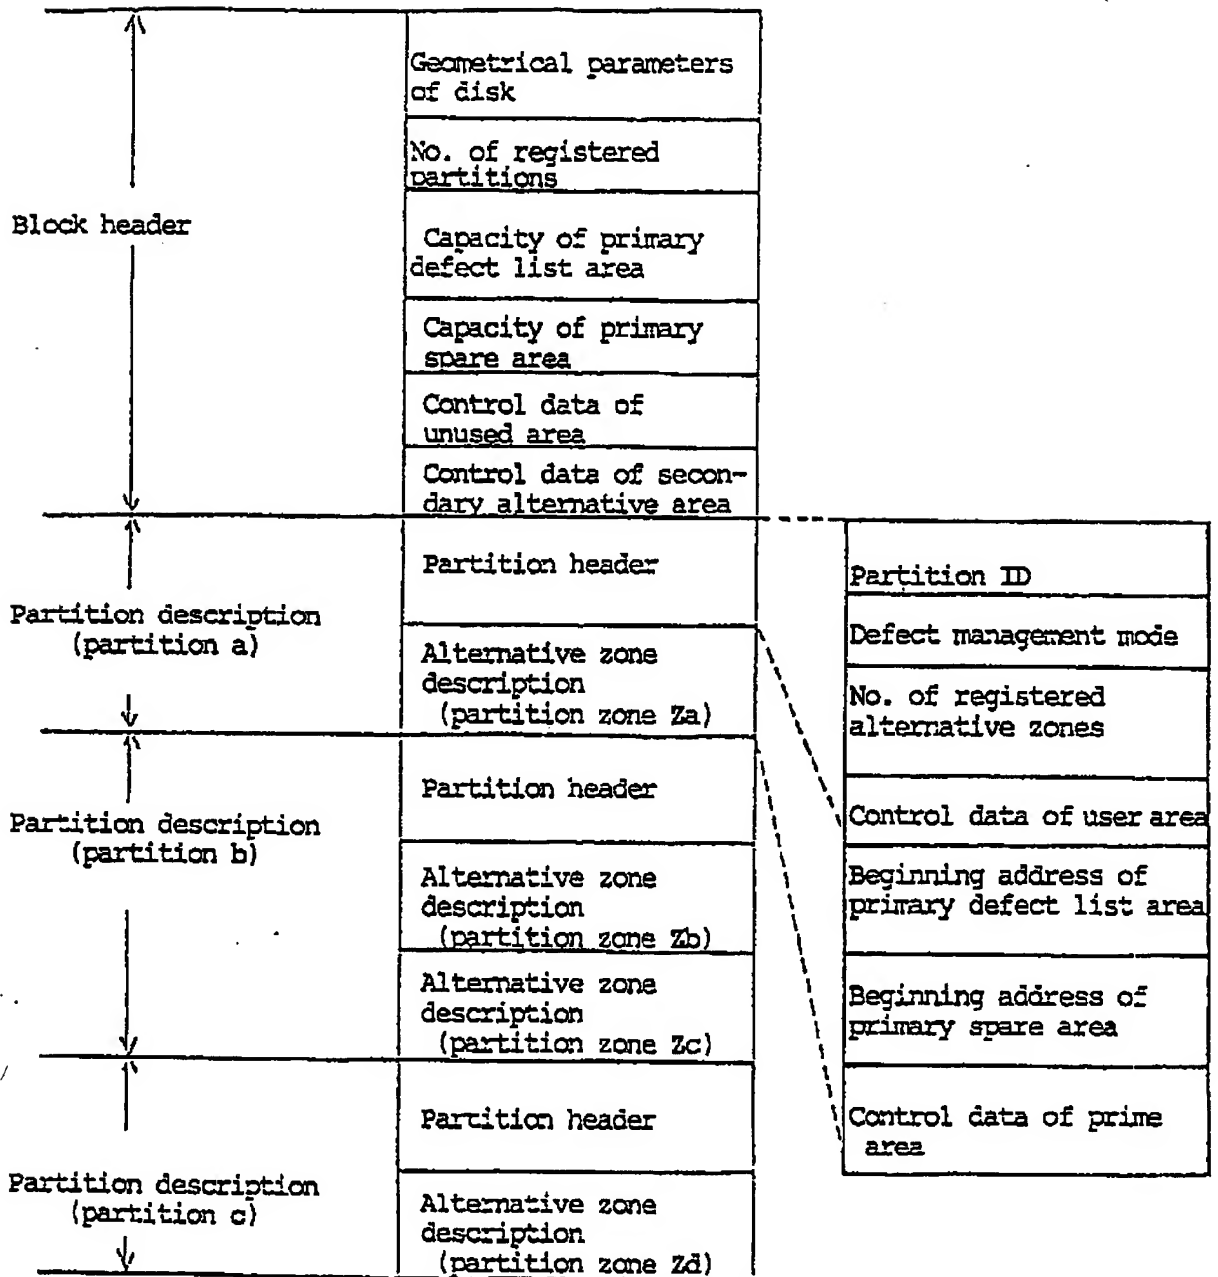 Geometrical parameters
of disk
No. of registered
partitions
Block header
Capacity of primary
defect list area
Capacity of primary
spare area
Control data of
unused area
Control data of secon-
dary alternative area
Partition description
(partition a)
Partition header
Alternative zone
description
(partition zone Za)
Partition description
(partition b)
Partition header
Alternative zone
description
(partition zone Zb)
Alternative zone
description
(partition zone Zc)
Partition description
(partition c)
Partition header
Alternative zone
description
(partition zone Zd)
Partition ID
Defect management mode
No. of registered
alternative zones
Control data of user area
Beginning address of
primary defect list area
Beginning address of
primary spare area
Control data of prime
area